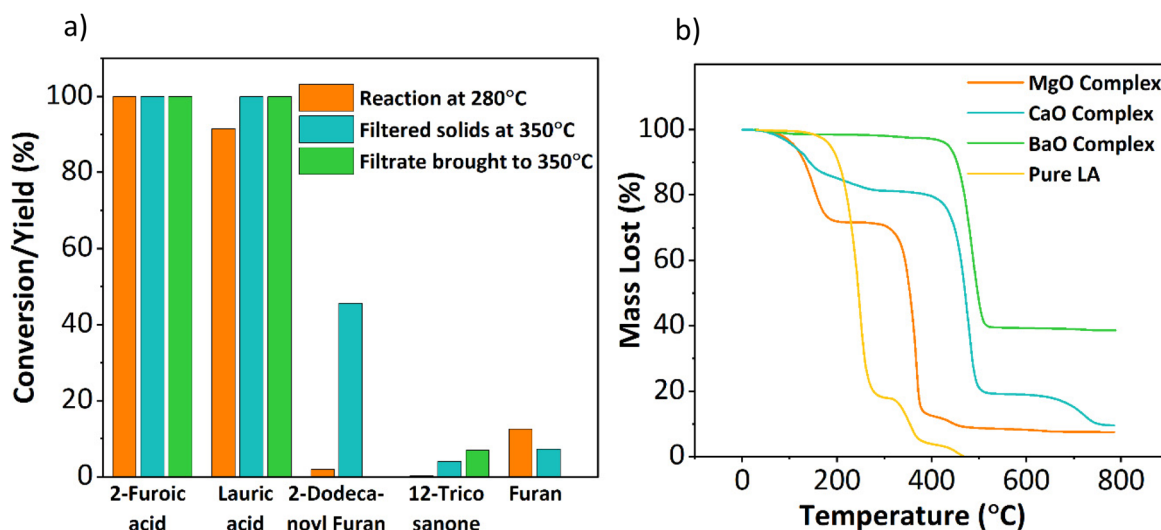 a)
Conversion/Yield (%)
100
80
60
40
20
0
Reaction at 280°C
Filtered solids at 350°C
Filtrate brought to 350°C
2-Furoic
acid
Lauric
acid
2-Dodeca-
noyl Furan
12-Trico
sanone
Furan
b)
Mass Lost (%)
100
80
60
40
20
0
MgO Complex
CaO Complex
BaO Complex
Pure LA
0 200 400 600 800
Temperature (°C)